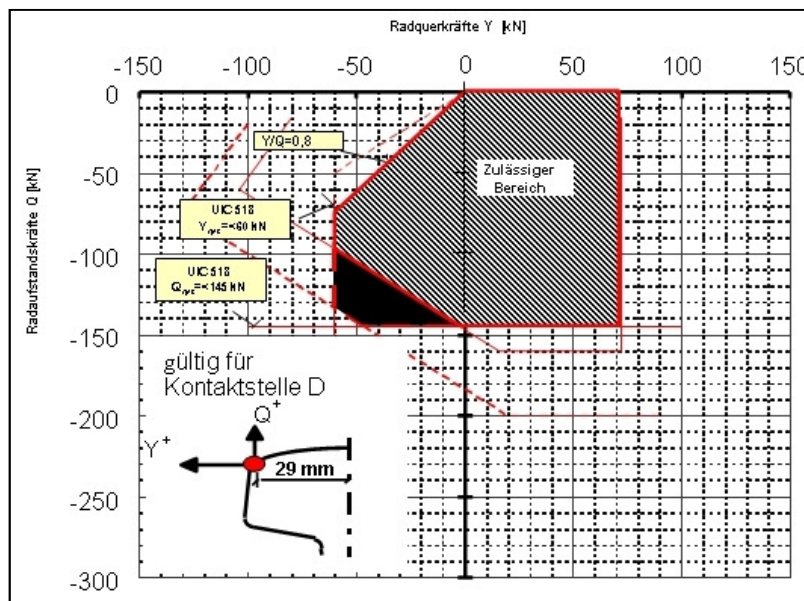 Radquerkräfte Y [kN]
-150 -100 -50 0 50 100 150
Radaufstandskräfte Q [kN]
0
-50
-100
-150
-200
-250
-300
Y/Q=0,8
Zulässiger
Bereich
UIC 518
UIC 518
gültig für
Kontaktstelle D
Q+
Y+
29 mm